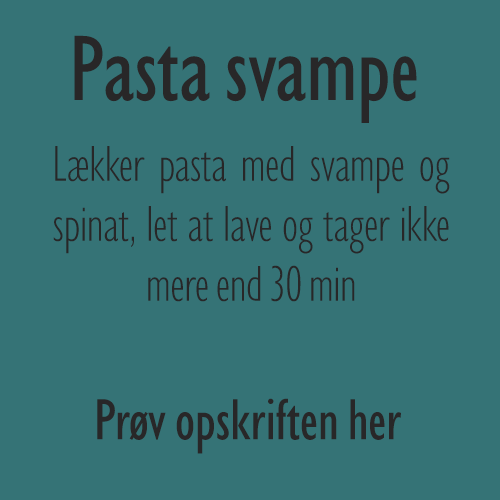 Pasta svampe
Lækker pasta med svampe og
spinat, let at lave og tager ikke
mere end 30 min
Prøv opskriften her